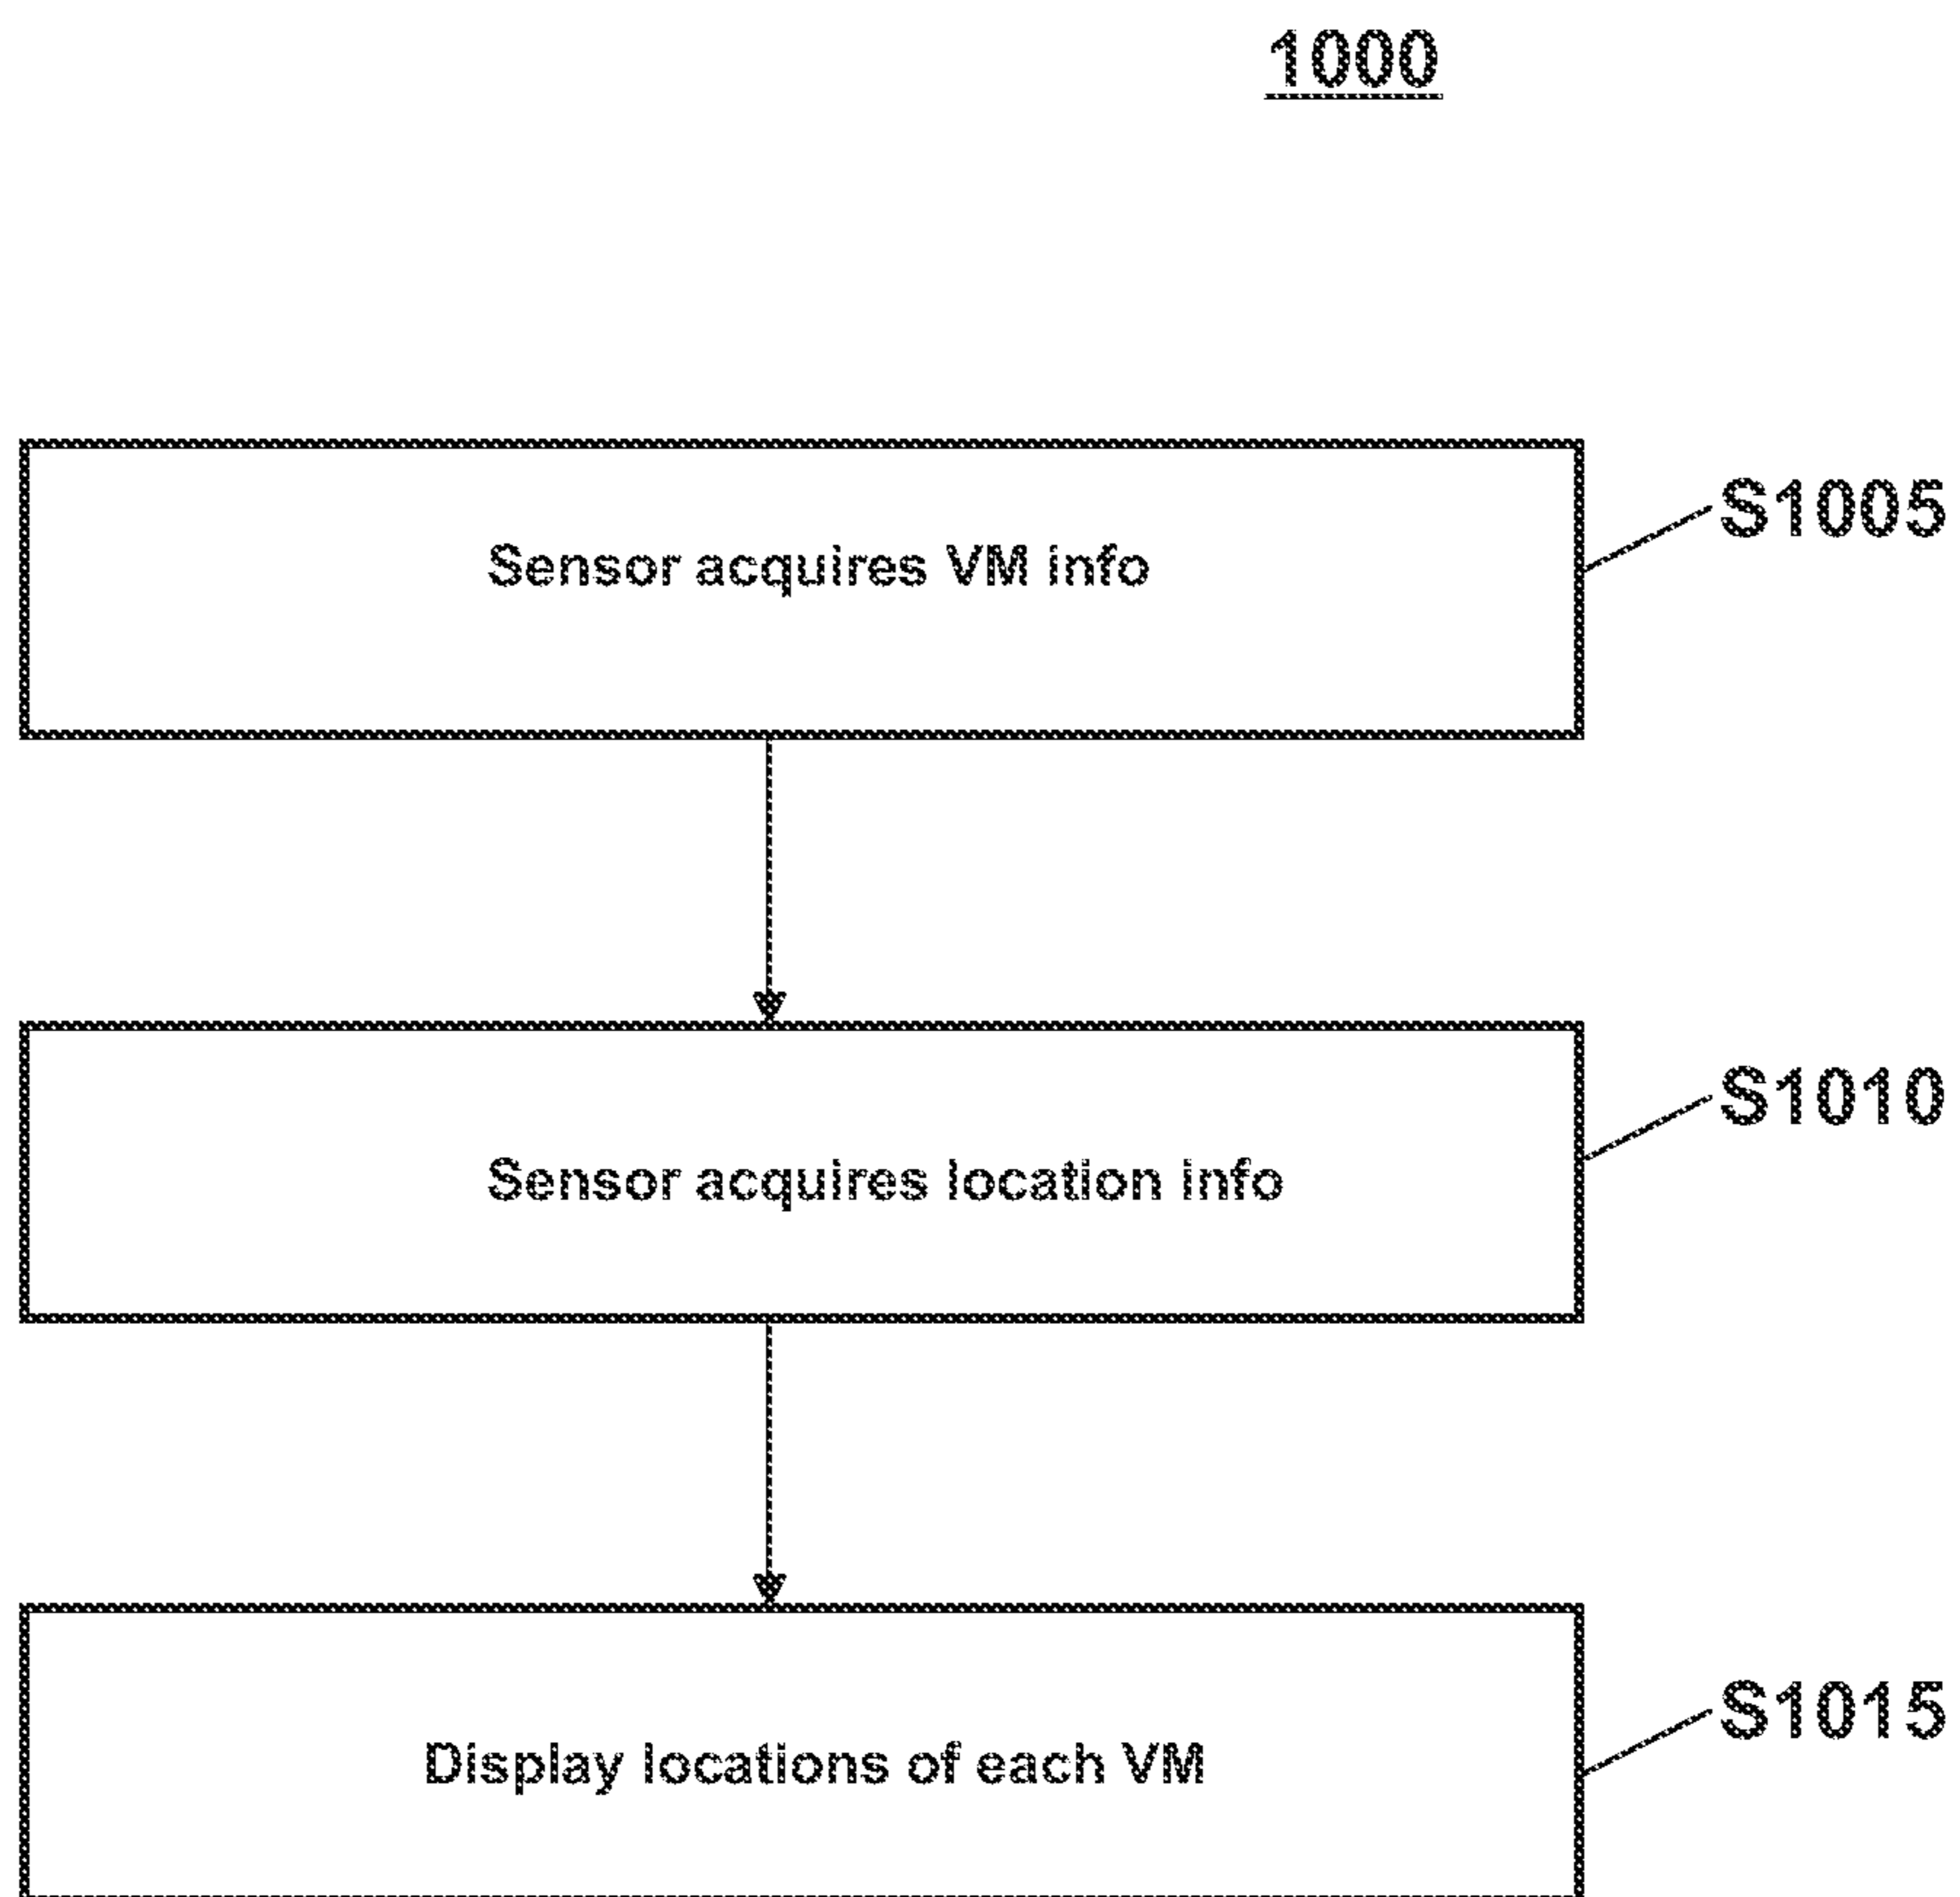 1000
Sensor acquires VM info
S1005
Sensor acquires location info
S1010
Display locations of each VM
S1015